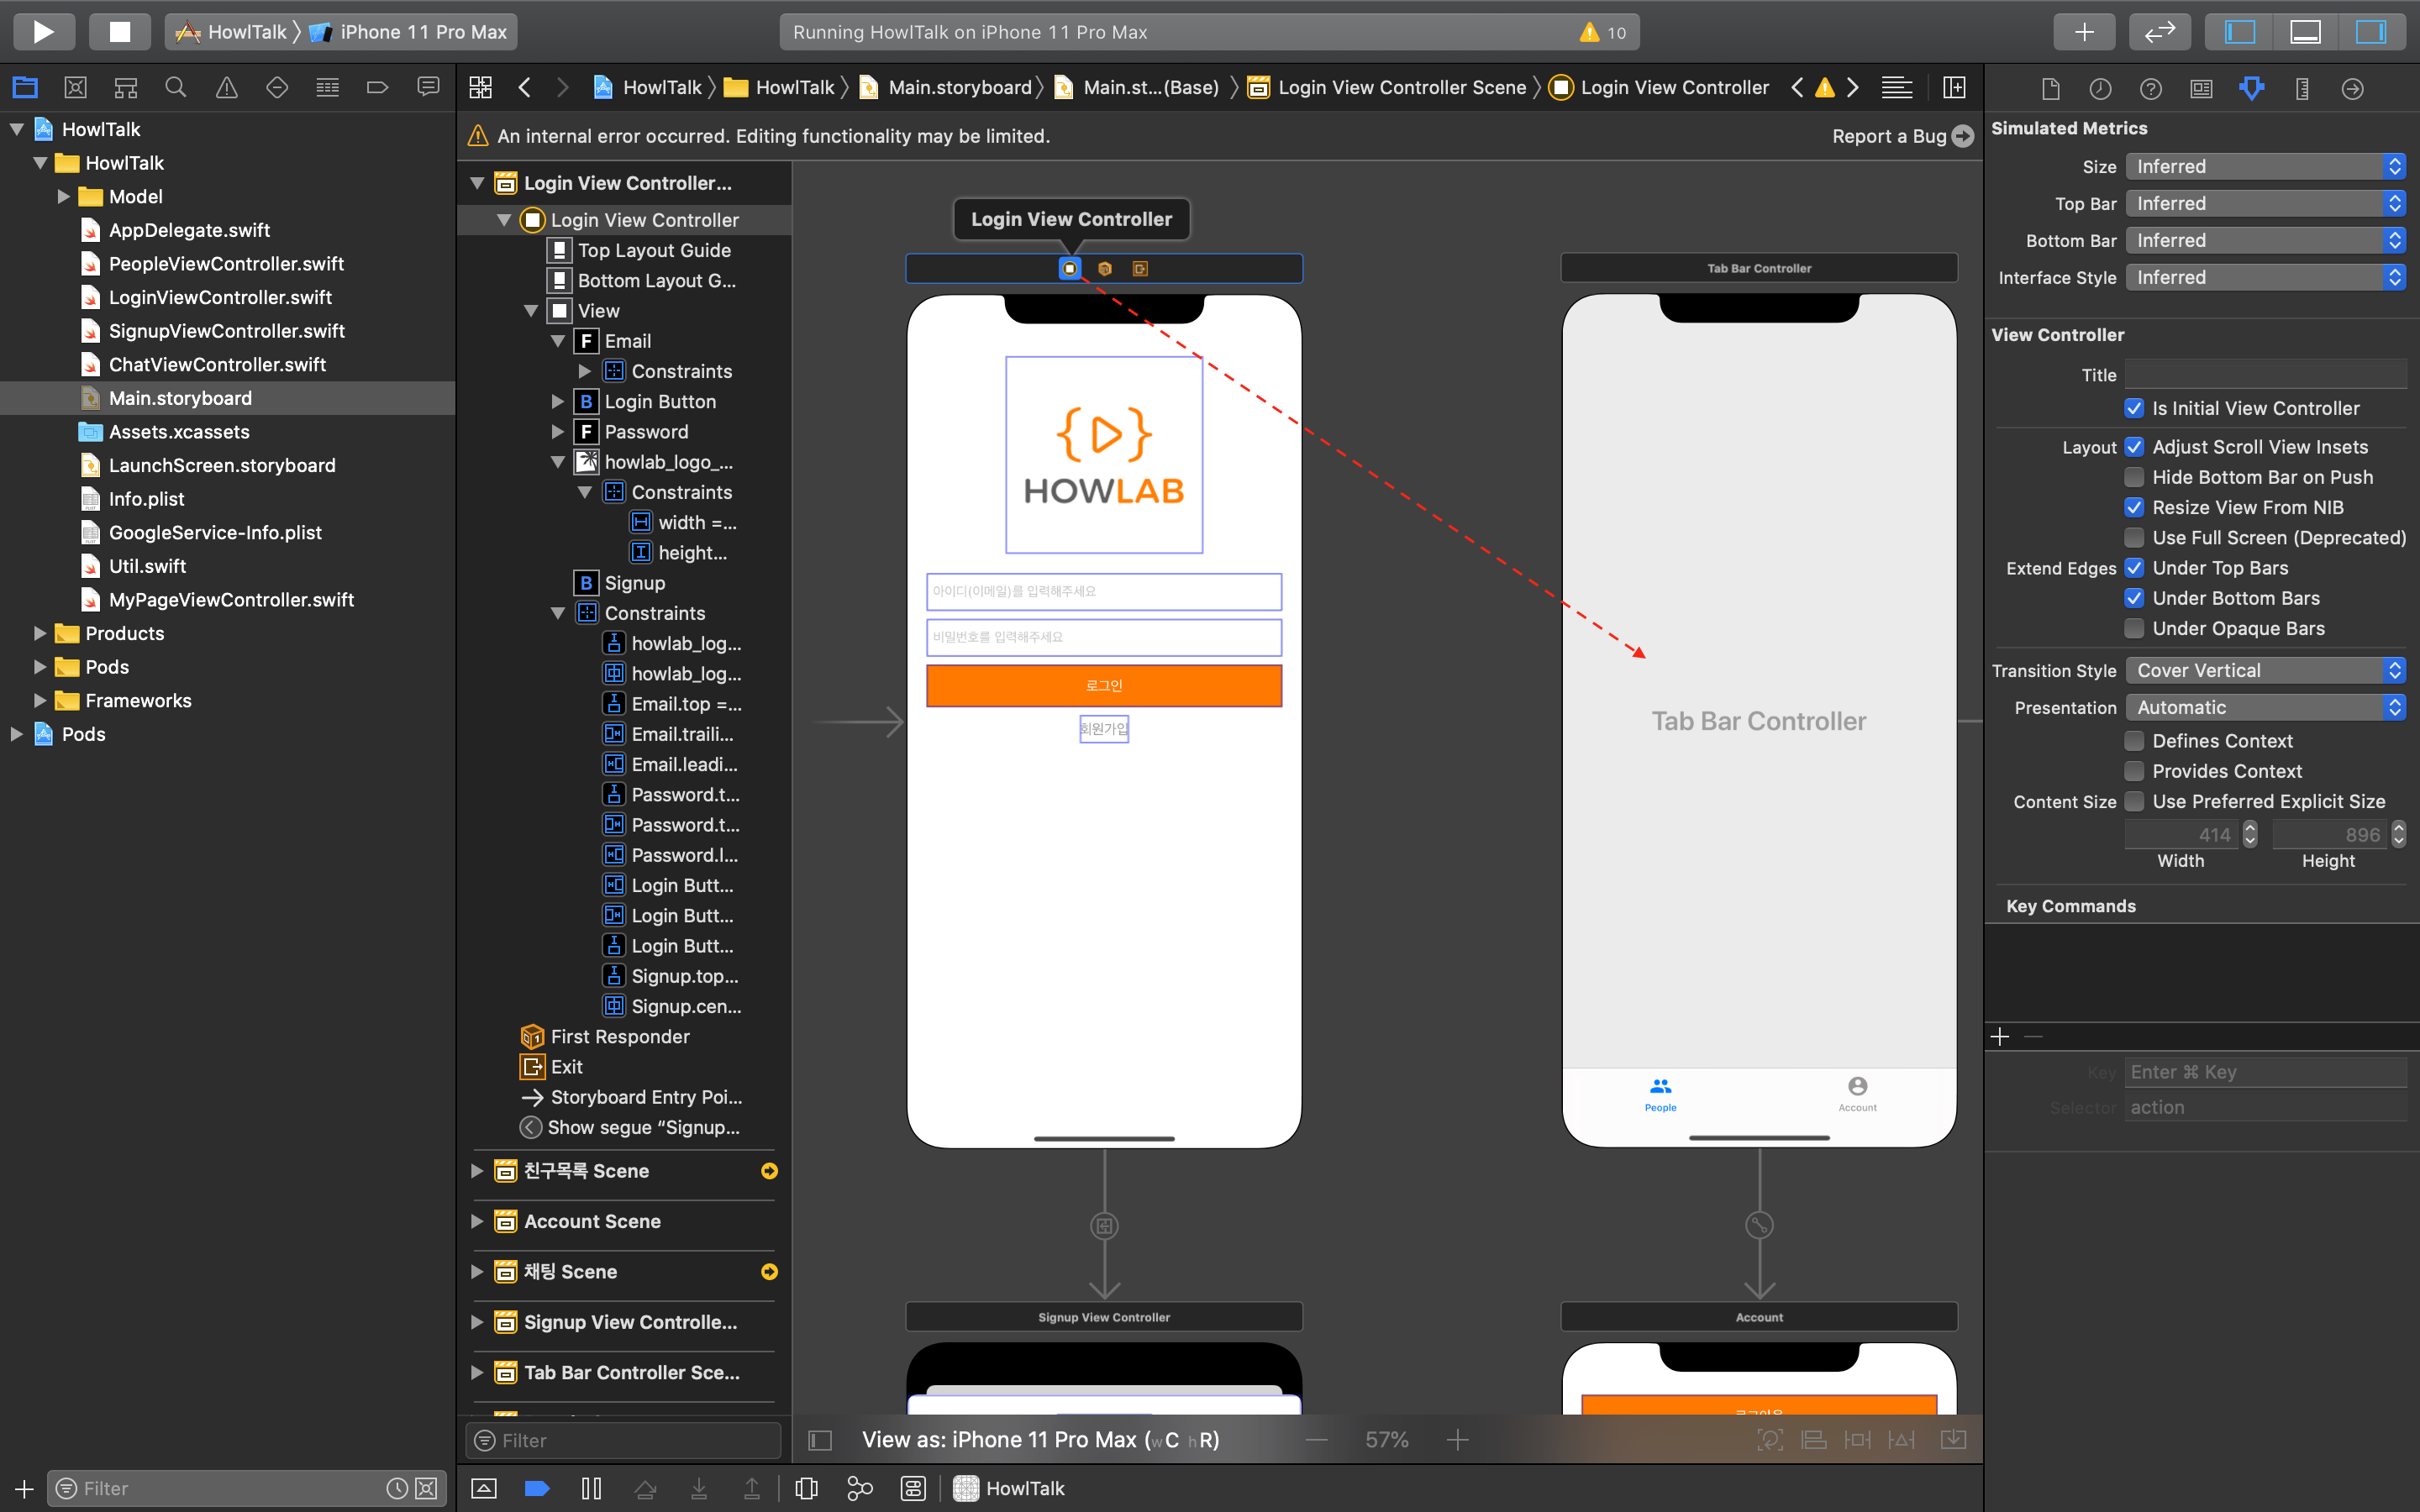 HowlTalk
iPhone 11 Pro Max
Running HowlTalk on iPhone 11 Pro Max
10
HowlTalk
HowlTalk
Model
AppDelegate.swift
PeopleViewController.swift
LoginViewController.swift
SignupViewController.swift
ChatViewController.swift
Main.storyboard
Assets.xcassets
LaunchScreen.storyboard
Info.plist
GoogleService-Info.plist
Util.swift
MyPageViewController.swift
Products
Pods
Frameworks
Pods
Filter
HowlTalk
HowlTalk
Main.storyboard
Main.st...(Base)
Login View Controller Scene
Login View Controller
An internal error occurred. Editing functionality may be limited.
Report a Bug
Login View Controller...
Login View Controller
Top Layout Guide
Bottom Layout G...
View
F Email
Constraints
B Login Button
F Password
howlab_logo_...
Constraints
width =...
height...
B Signup
Constraints
howlab_log...
howlab_log...
Email.top =...
Email.traili...
Email.leadi...
Password.t...
Password.t...
Password.l...
Login Butt...
Login Butt...
Login Butt...
Signup.top...
Signup.cen...
First Responder
Exit
Storyboard Entry Poi...
Show segue “Signup...
친구목록 Scene
Account Scene
채팅 Scene
Signup View Controlle...
Tab Bar Controller Sce...
Filter
Login View Controller
HOWLAB
아이디(이메일)를 입력해주세요
비밀번호를 입력해주세요
로그인
회원가입
Signup View Controller
Tab Bar Controller
Tab Bar Controller
People
Account
Account
View as: iPhone 11 Pro Max (wC hR)
57%
HowlTalk
Simulated Metrics
Size Inferred
Top Bar Inferred
Bottom Bar Inferred
Interface Style Inferred
View Controller
Title
Is Initial View Controller
Layout Adjust Scroll View Insets
Hide Bottom Bar on Push
Resize View From NIB
Use Full Screen (Deprecated)
Extend Edges Under Top Bars
Under Bottom Bars
Under Opaque Bars
Transition Style Cover Vertical
Presentation Automatic
Defines Context
Provides Context
Content Size Use Preferred Explicit Size
414 896
Width Height
Key Commands
Key Enter ⌘ Key
Selector action